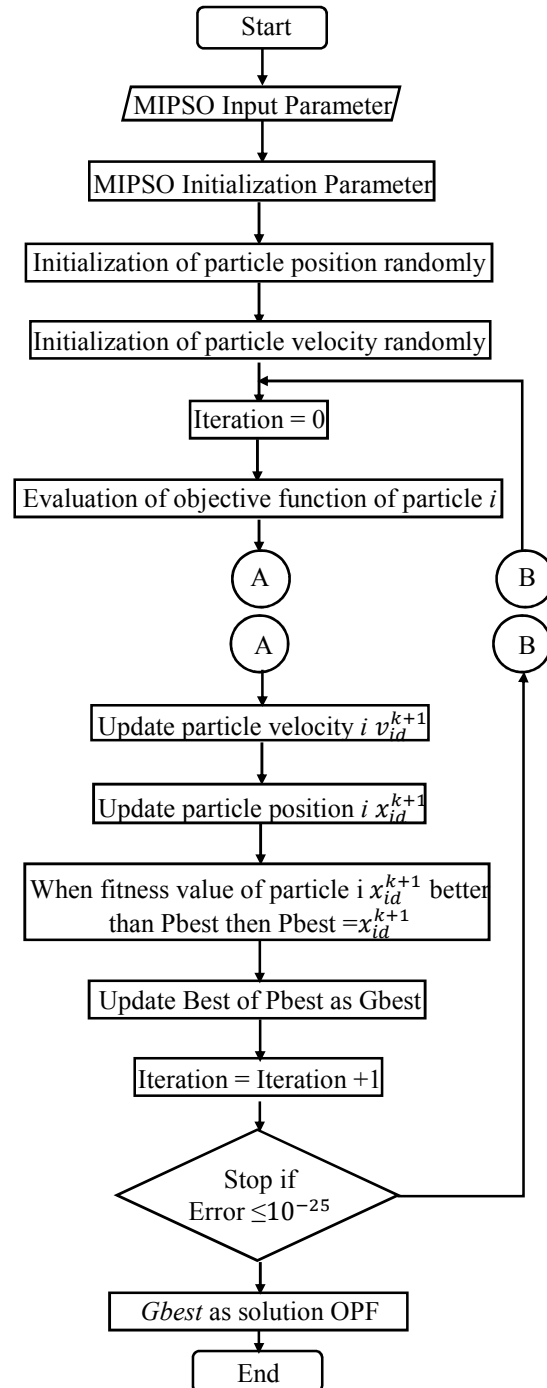 Start
MIPSO Input Parameter
MIPSO Initialization Parameter
Initialization of particle position randomly
Initialization of particle velocity randomly
Iteration = 0
Evaluation of objective function of particle i
A
B
A
B
Update particle velocity i v_{id}^{k+1}
Update particle position i x_{id}^{k+1}
When fitness value of particle i x_{id}^{k+1} better
than Pbest then Pbest =x_{id}^{k+1}
Update Best of Pbest as Gbest
Iteration = Iteration +1
Stop if
Error ≤10^{−25}
Gbest as solution OPF
End